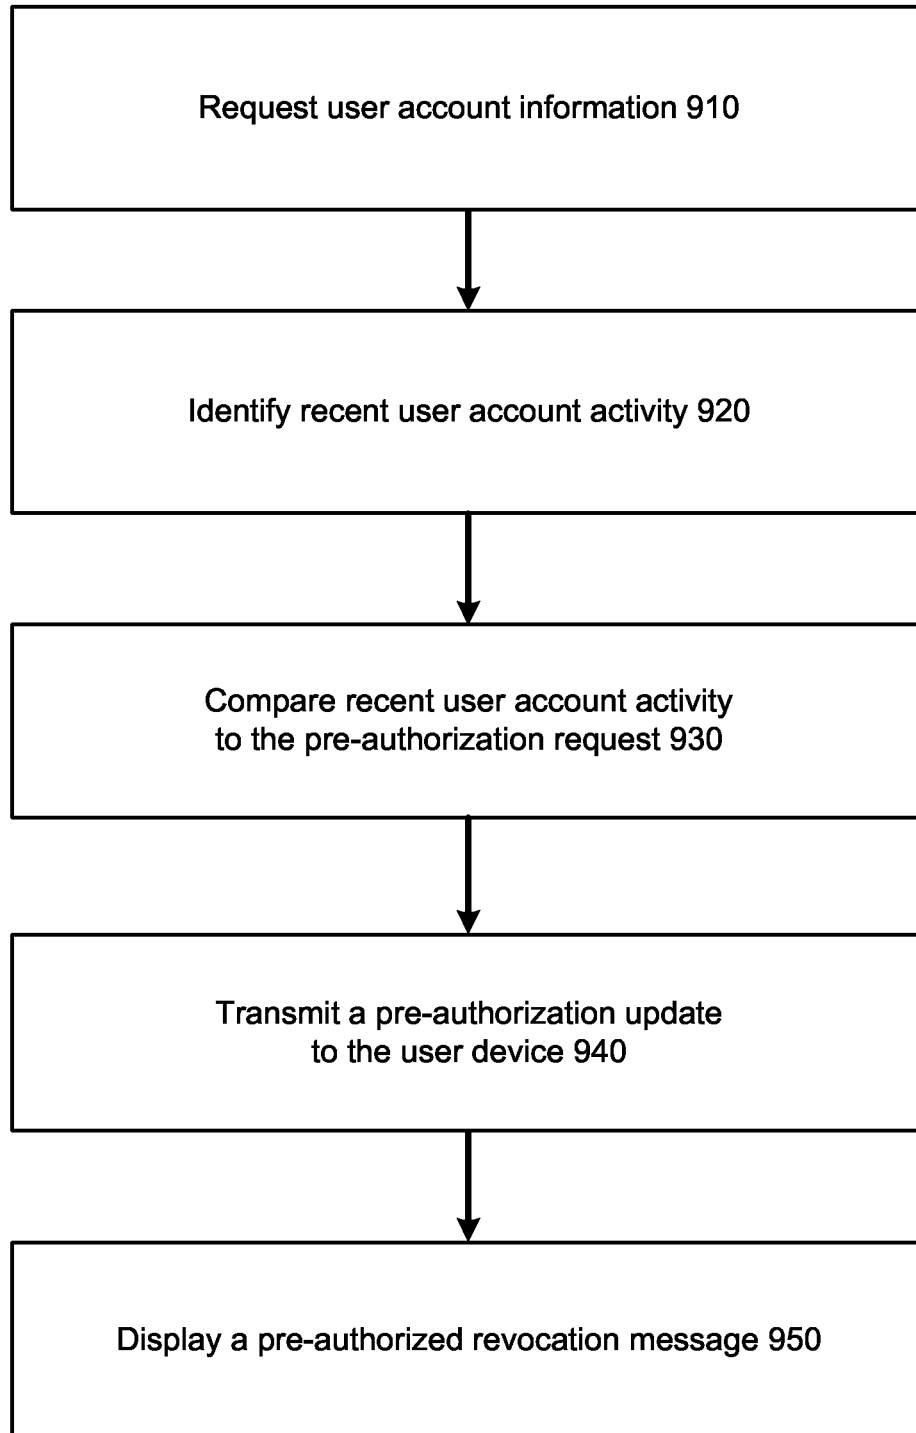 Request user account information 910
Identify recent user account activity 920
Compare recent user account activity
to the pre-authorization request 930
Transmit a pre-authorization update
to the user device 940
Display a pre-authorized revocation message 950